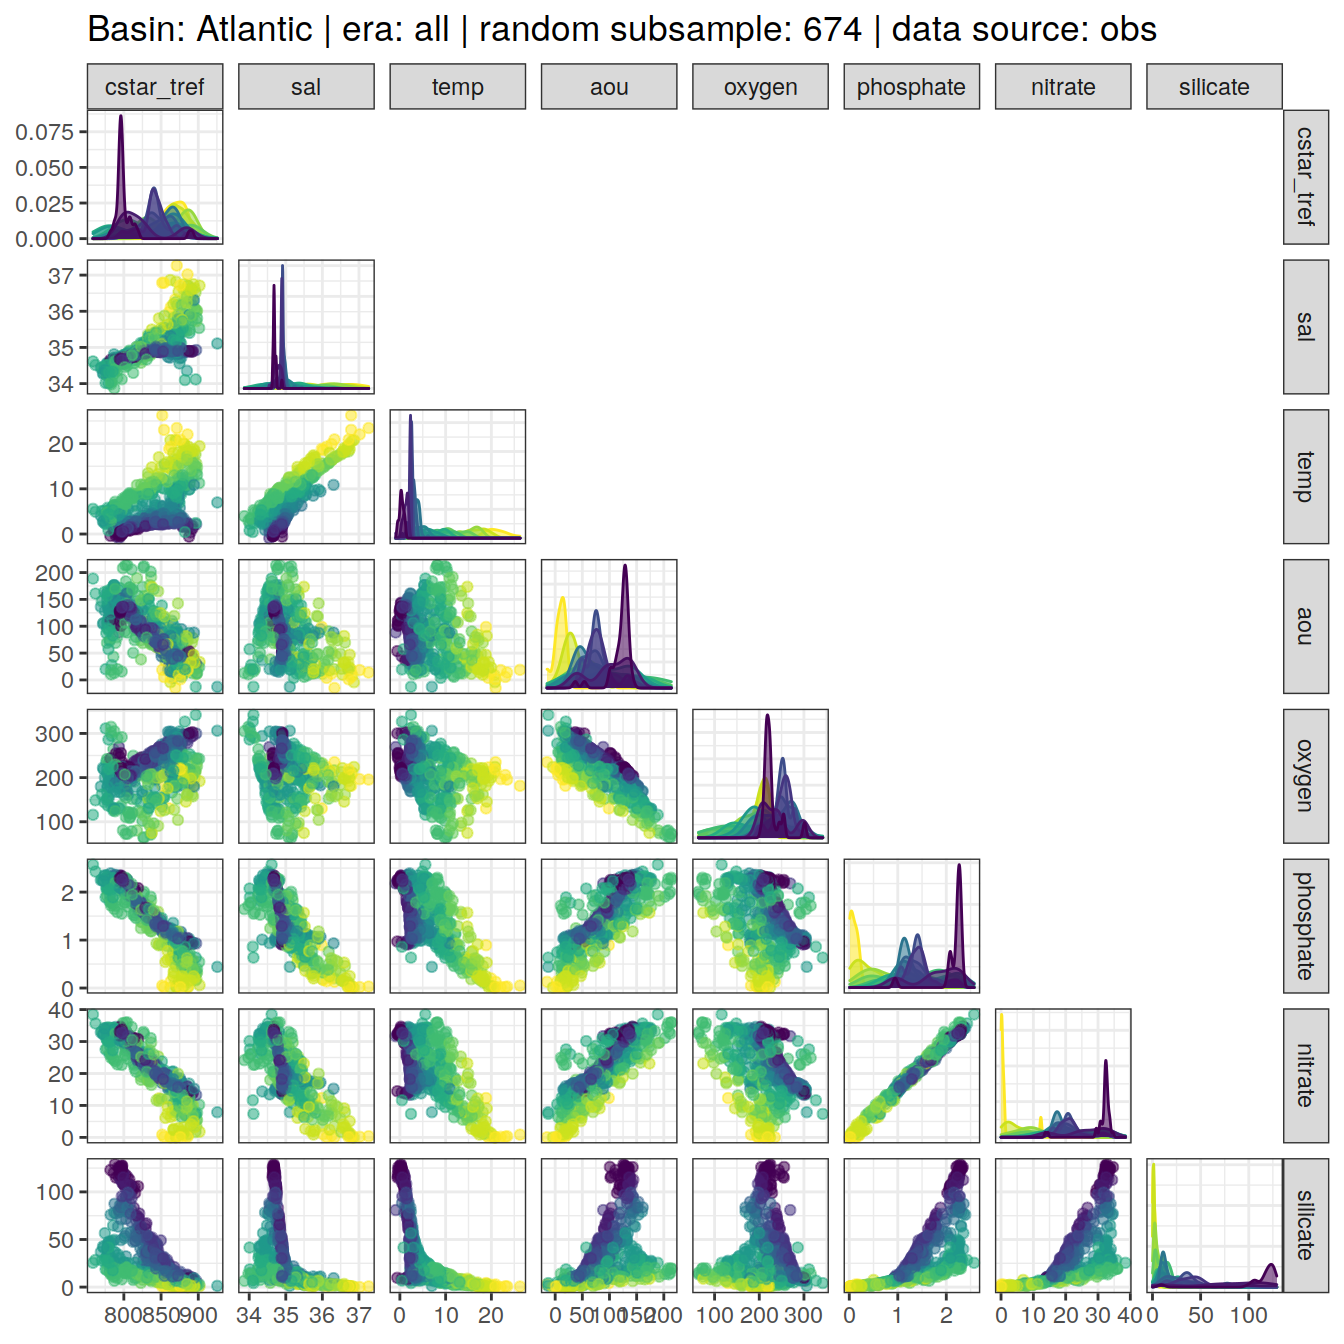 Basin: Atlantic | era: all | random subsample: 674 | data source: obs
cstar_tref sal temp aou oxygen phosphate nitrate silicate
0.075
0.050
0.025
0.000
cstar_tref
37
36
35
34
sal
20
10
0
temp
200
150
100
50
0
aou
300
200
100
oxygen
2
1
0
phosphate
40
30
20
10
0
nitrate
100
50
0
silicate
800 850 900 34 35 36 37 0 10 20 0 50 100 150 200 100 200 300 0 1 2 0 10 20 30 40 0 50 100